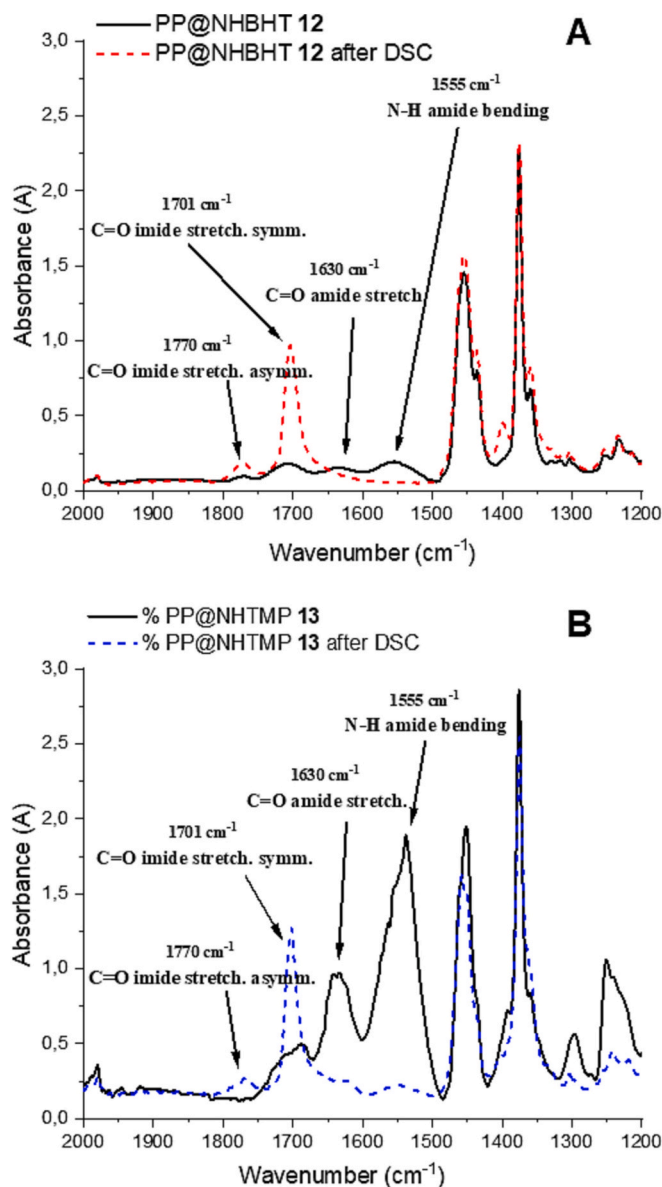 PP@NHBHT 12
PP@NHBHT 12 after DSC
A
3,0
2,5
2,0
1,5
1,0
0,5
0,0
Absorbance (A)
1555 cm-1
N-H amide bending
1701 cm-1
C=O imide stretch. symm.
1630 cm-1
C=O amide stretch.
1770 cm-1
C=O imide stretch. asymm.
2000 1900 1800 1700 1600 1500 1400 1300 1200
Wavenumber (cm-1)
% PP@NHTMP 13
% PP@NHTMP 13 after DSC
B
3,0
2,5
2,0
1,5
1,0
0,5
0,0
Absorbance (A)
1555 cm-1
N-H amide bending
1630 cm-1
C=O amide stretch.
1701 cm-1
C=O imide stretch. symm.
1770 cm-1
C=O imide stretch. asymm.
2000 1900 1800 1700 1600 1500 1400 1300 1200
Wavenumber (cm-1)